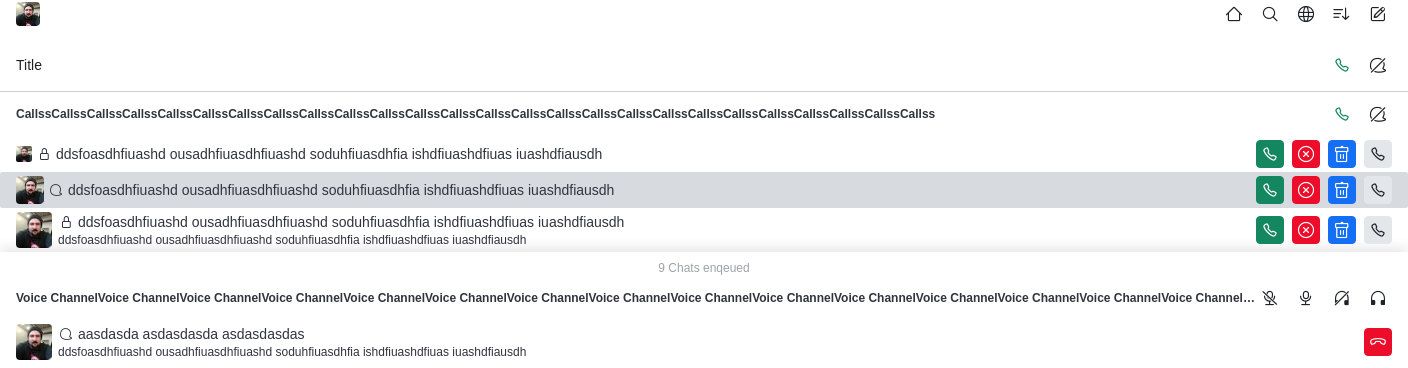 Title
CallssCallssCallssCallssCallssCallssCallssCallssCallssCallssCallssCallssCallssCallssCallssCallssCallssCallssCallssCallssCallssCallssCallssCallssCallssCallss
ddsfoasdhfiuashd ousadhfiuasdhfiuashd soduhfiuasdhfia ishdfiuashdfiuas iuashdfiausdh
ddsfoasdhfiuashd ousadhfiuasdhfiuashd soduhfiuasdhfia ishdfiuashdfiuas iuashdfiausdh
ddsfoasdhfiuashd ousadhfiuasdhfiuashd soduhfiuasdhfia ishdfiuashdfiuas iuashdfiausdh
ddsfoasdhfiuashd ousadhfiuasdhfiuashd soduhfiuasdhfia ishdfiuashdfiuas iuashdfiausdh
9 Chats enqeued
Voice ChannelVoice ChannelVoice ChannelVoice ChannelVoice ChannelVoice ChannelVoice ChannelVoice ChannelVoice ChannelVoice ChannelVoice ChannelVoice ChannelVoice ChannelVoice ChannelVoice Channel…
aasdasda asdasdasda asdasdasdas
ddsfoasdhfiuashd ousadhfiuasdhfiuashd soduhfiuasdhfia ishdfiuashdfiuas iuashdfiausdh